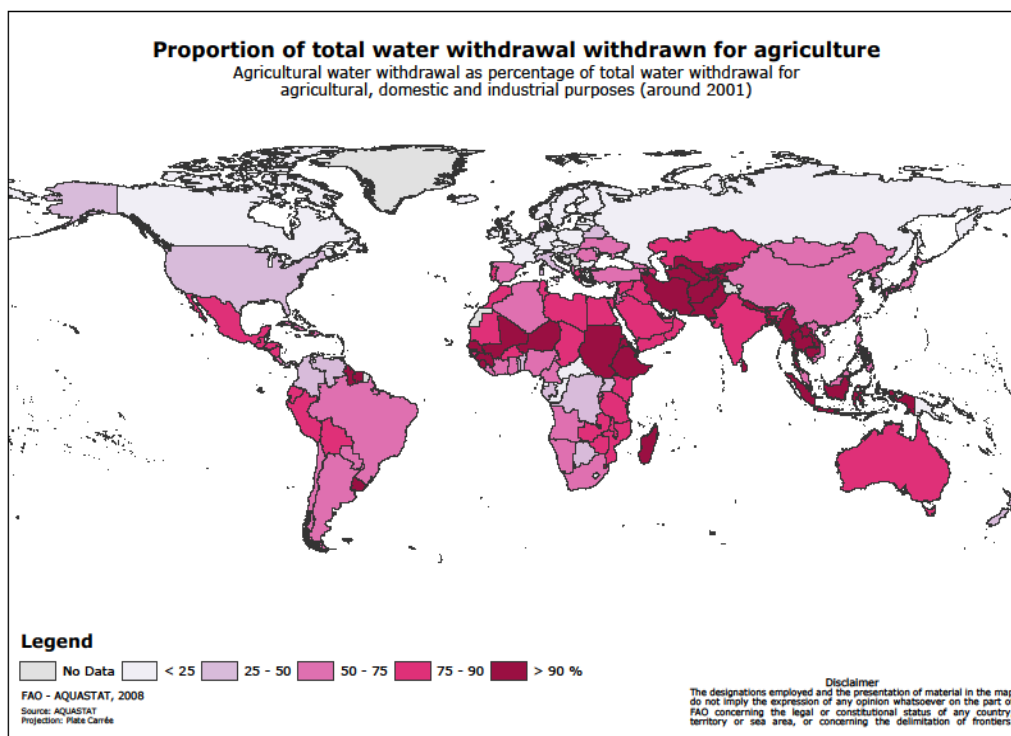 Proportion of total water withdrawal withdrawn for agriculture
Agricultural water withdrawal as percentage of total water withdrawal for
agricultural, domestic and industrial purposes (around 2001)
Legend
No Data < 25 25 - 50 50 - 75 75 - 90 > 90 %
FAO - AQUASTAT, 2008
Source: AQUASTAT
Projection: Plate Carrée
Disclaimer
The designations employed and the presentation of material in the map
do not imply the expression of any opinion whatsoever on the part of
FAO concerning the legal or constitutional status of any country,
territory or sea area, or concerning the delimitation of frontiers.